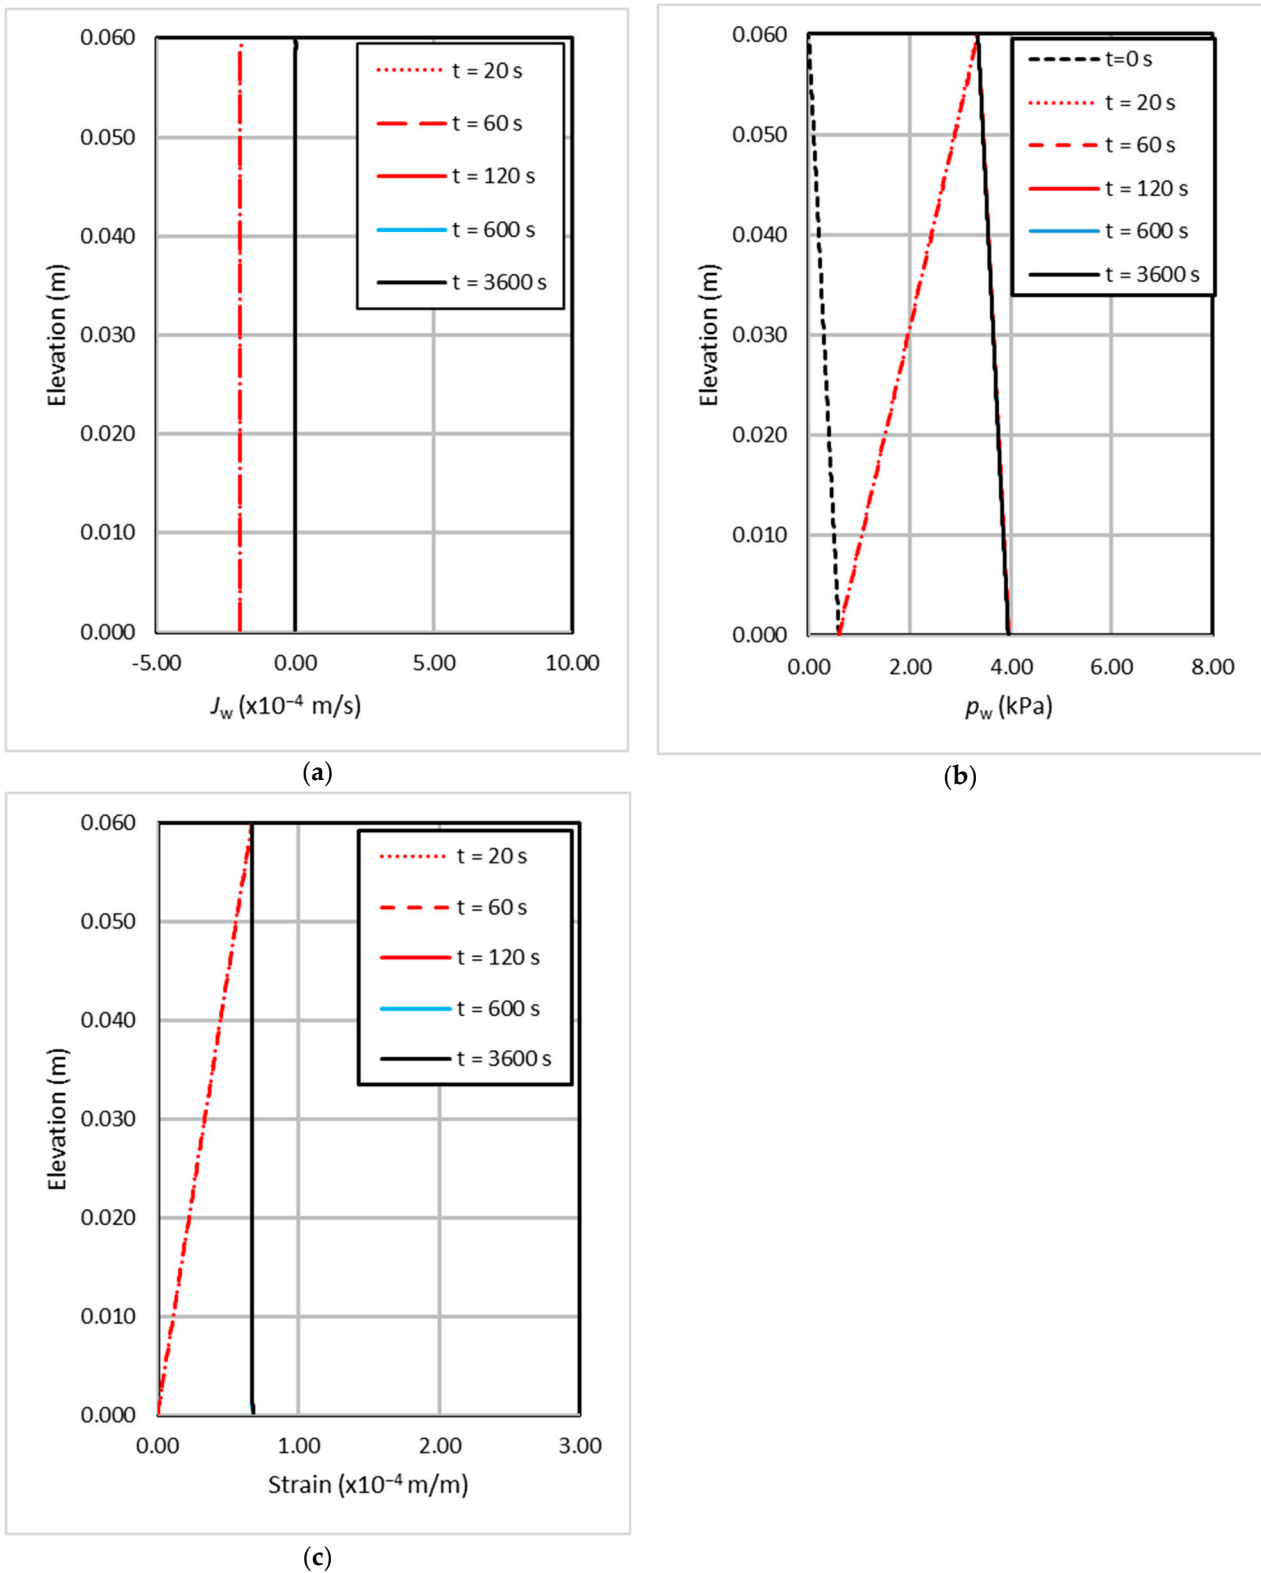 0.060
0.050
0.040
0.030
0.020
0.010
0.000
Elevation (m)
-5.00 0.00 5.00 10.00
Jw (x10⁻⁴ m/s)
t = 20 s
t = 60 s
t = 120 s
t = 600 s
t = 3600 s
(a)
0.060
0.050
0.040
0.030
0.020
0.010
0.000
Elevation (m)
0.00 2.00 4.00 6.00 8.00
pw (kPa)
t=0 s
t = 20 s
t = 60 s
t = 120 s
t = 600 s
t = 3600 s
(b)
0.060
0.050
0.040
0.030
0.020
0.010
0.000
Elevation (m)
0.00 1.00 2.00 3.00
Strain (x10⁻⁴ m/m)
t = 20 s
t = 60 s
t = 120 s
t = 600 s
t = 3600 s
(c)